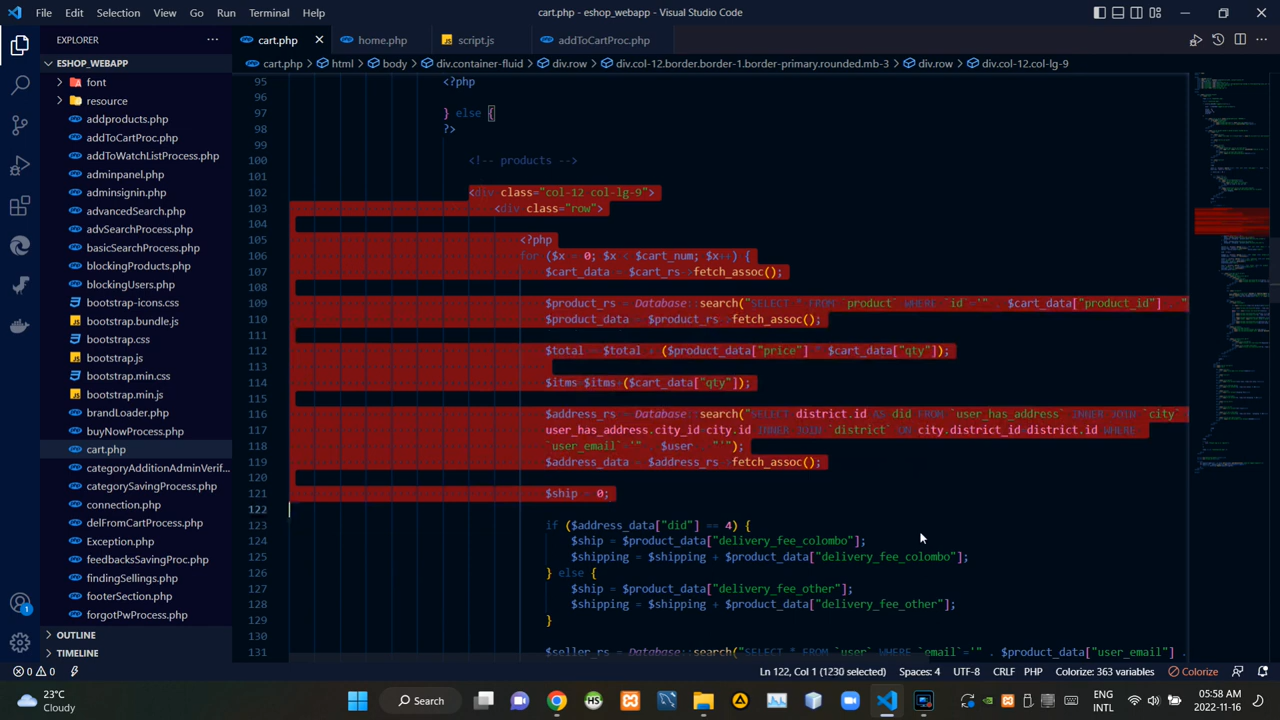 File Edit Selection View Go Run Terminal Help
cart.php - eshop_webapp - Visual Studio Code
EXPLORER
ESHOP_WEBAPP
font
resource
addproducts.php
addToCartProc.php
addToWatchListProcess.php
adminpanel.php
adminsignin.php
advancedSearch.php
advSearchProcess.php
basicSearchProcess.php
blockingProducts.php
blockingUsers.php
bootstrap-icons.css
bootstrap.bundle.js
bootstrap.css
bootstrap.js
bootstrap.min.css
bootstrap.min.js
brandLoader.php
buyNowProcess.php
cart.php
categoryAdditionAdminVerif...
categorySavingProcess.php
connection.php
delFromCartProcess.php
Exception.php
feedbacksSavingProc.php
findingSellings.php
footerSection.php
forgotPwProcess.php
OUTLINE
TIMELINE
cart.php home.php script.js addToCartProc.php
cart.php > html > body > div.container-fluid > div.row > div.col-12.border.border-1.border-primary.rounded.mb-3 > div.row > div.col-12.col-lg-9
95 <?php
96
97 } else {
98 ?>
99
100 <!-- products -->
101
102 <div class="col-12 col-lg-9">
103 <div class="row">
104
105 <?php
106 for ($x = 0; $x < $cart_num; $x++) {
107 $cart_data = $cart_rs->fetch_assoc();
108
109 $product_rs = Database::search("SELECT * FROM `product` WHERE `id`='" . $cart_data["product_id"] "
110 $product_data = $product_rs fetch_assoc();
111
112 $total = $total + ($product_data["price"] $cart_data["qty"]);
113
114 $itms $itms ($cart_data["qty"]);
115
116 $address_rs = Database::search("SELECT district.id AS did FROM `user_has_address` INNER JOIN `city`
117 user_has_address.city_id city.id INNER JOIN `district` ON city.district_id district.id WHERE
118 `user_email`='" $user "'");
119 $address_data = $address_rs fetch_assoc();
120
121 $ship = 0;
122
123 if ($address_data["did"] == 4) {
124 $ship = $product_data["delivery_fee_colombo"];
125 $shipping = $shipping + $product_data["delivery_fee_colombo"];
126 } else {
127 $ship = $product_data["delivery_fee_other"];
128 $shipping = $shipping + $product_data["delivery_fee_other"];
129 }
130
131 $seller_rs = Database::search("SELECT * FROM `user` WHERE `email`='" . $product_data["user_email"] .
0 0 Ln 122, Col 1 (1230 selected) Spaces: 4 UTF-8 CRLF PHP Colorize: 363 variables Colorize
23°C
Cloudy
Search
ENG
INTL
05:58 AM
2022-11-16